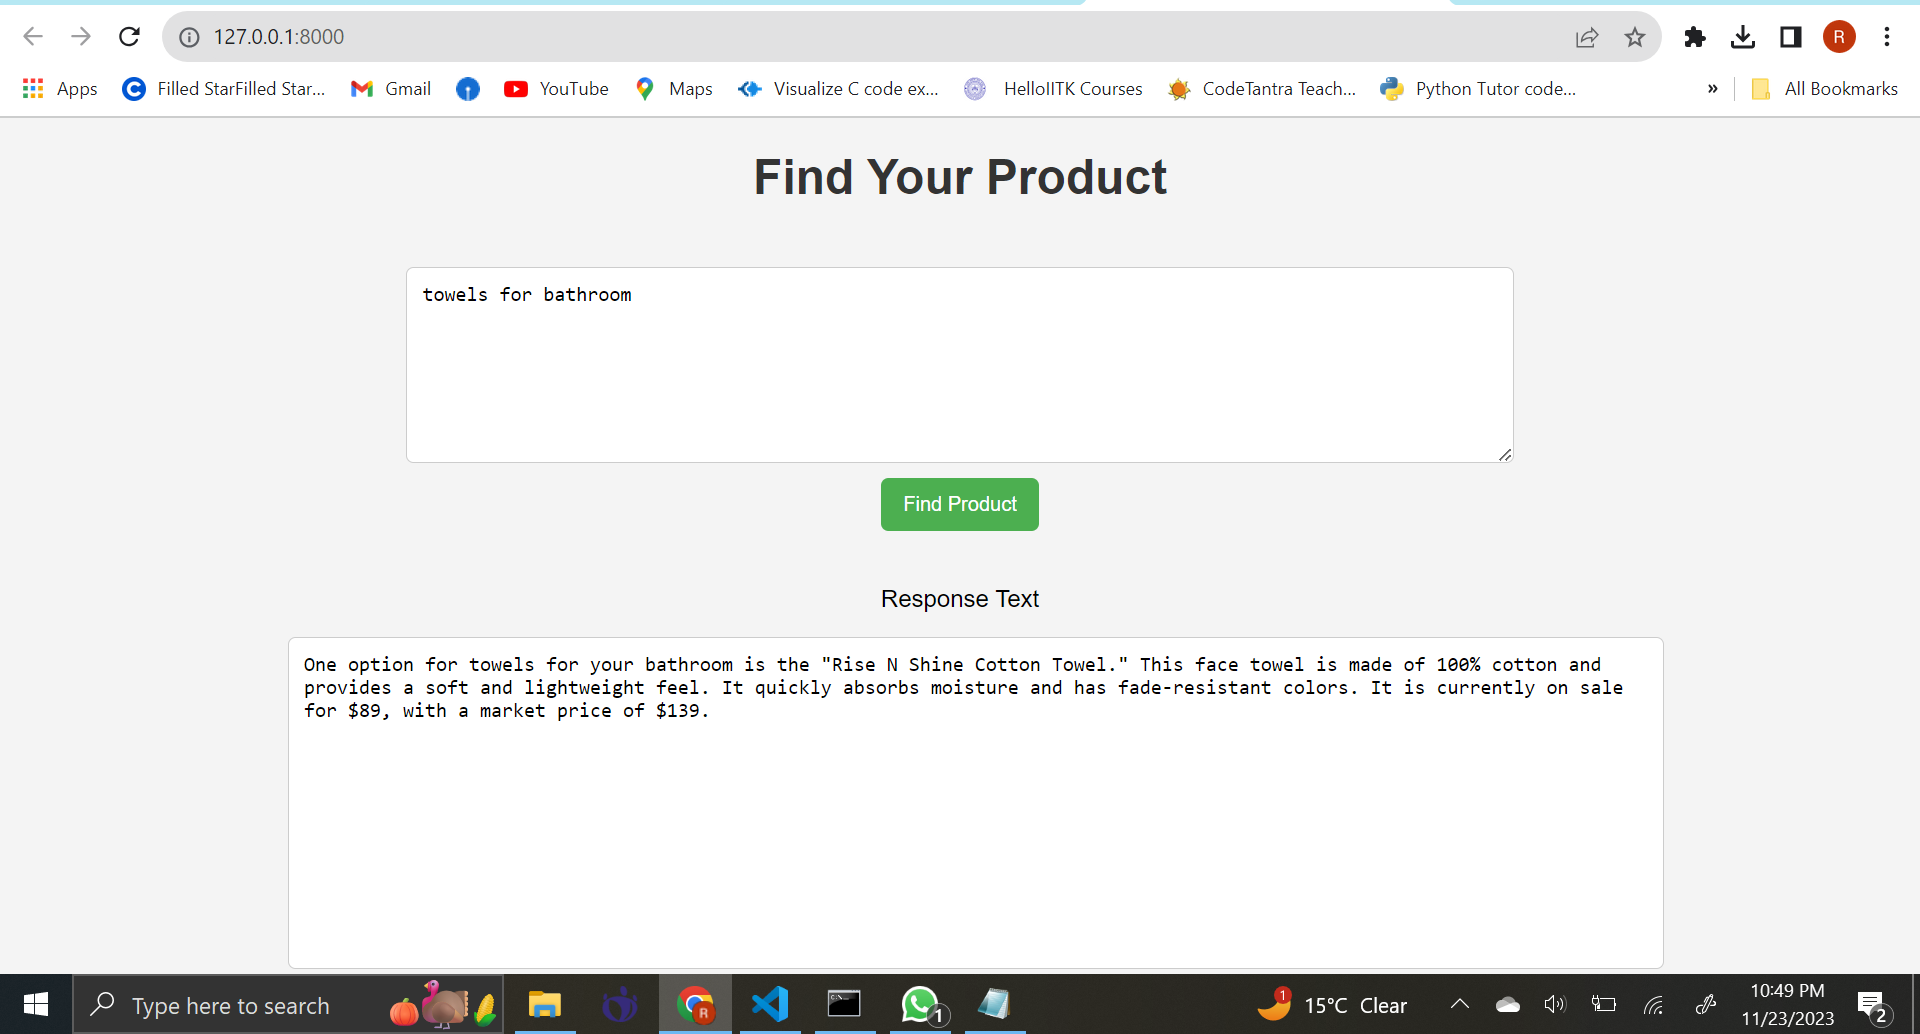 127.0.0.1:8000
R
Apps
Filled StarFilled Star...
Gmail
YouTube
Maps
Visualize C code ex...
HelloIITK Courses
CodeTantra Teach...
Python Tutor code...
»
All Bookmarks
Find Your Product
towels for bathroom
Find Product
Response Text
One option for towels for your bathroom is the "Rise N Shine Cotton Towel." This face towel is made of 100% cotton and
provides a soft and lightweight feel. It quickly absorbs moisture and has fade-resistant colors. It is currently on sale
for $89, with a market price of $139.
Type here to search
R
1
1
15°C Clear
10:49 PM
11/23/2023
2